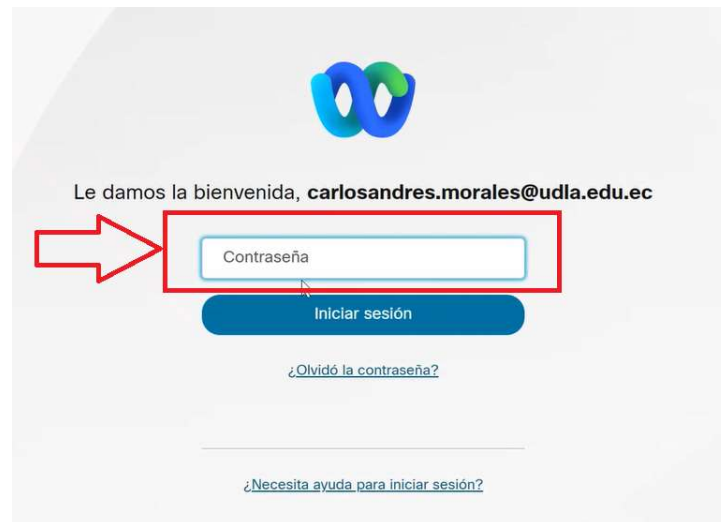 Le damos la bienvenida, carlosandres.morales@udla.edu.ec
Contraseña
Iniciar sesión
¿Olvidó la contraseña?
¿Necesita ayuda para iniciar sesión?